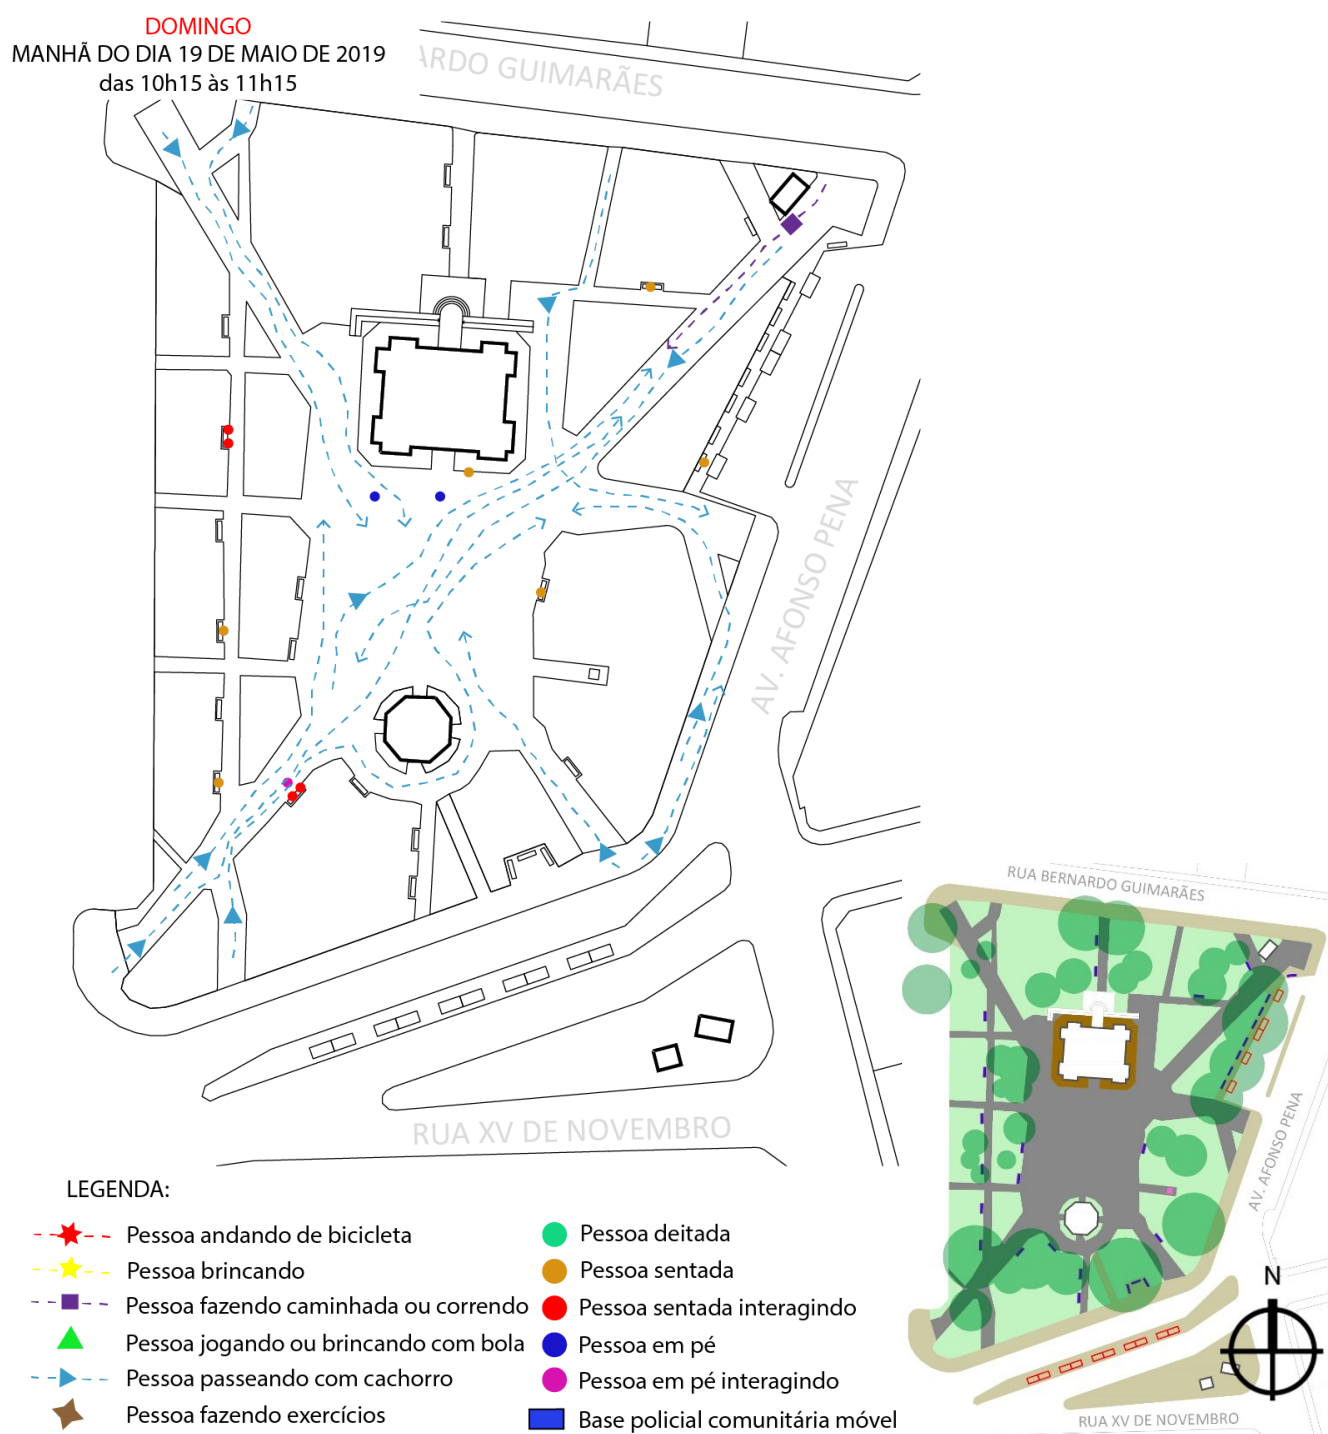 DOMINGO
MANHÃ DO DIA 19 DE MAIO DE 2019
das 10h15 às 11h15
ARDO GUIMARÃES
AV. AFONSO PENA
RUA XV DE NOVEMBRO
RUA BERNARDO GUIMARÃES
AV. AFONSO PENA
N
RUA XV DE NOVEMBRO
LEGENDA:
Pessoa andando de bicicleta
Pessoa brincando
Pessoa fazendo caminhada ou correndo
Pessoa jogando ou brincando com bola
Pessoa passeando com cachorro
Pessoa fazendo exercícios
Pessoa deitada
Pessoa sentada
Pessoa sentada interagindo
Pessoa em pé
Pessoa em pé interagindo
Base policial comunitária móvel